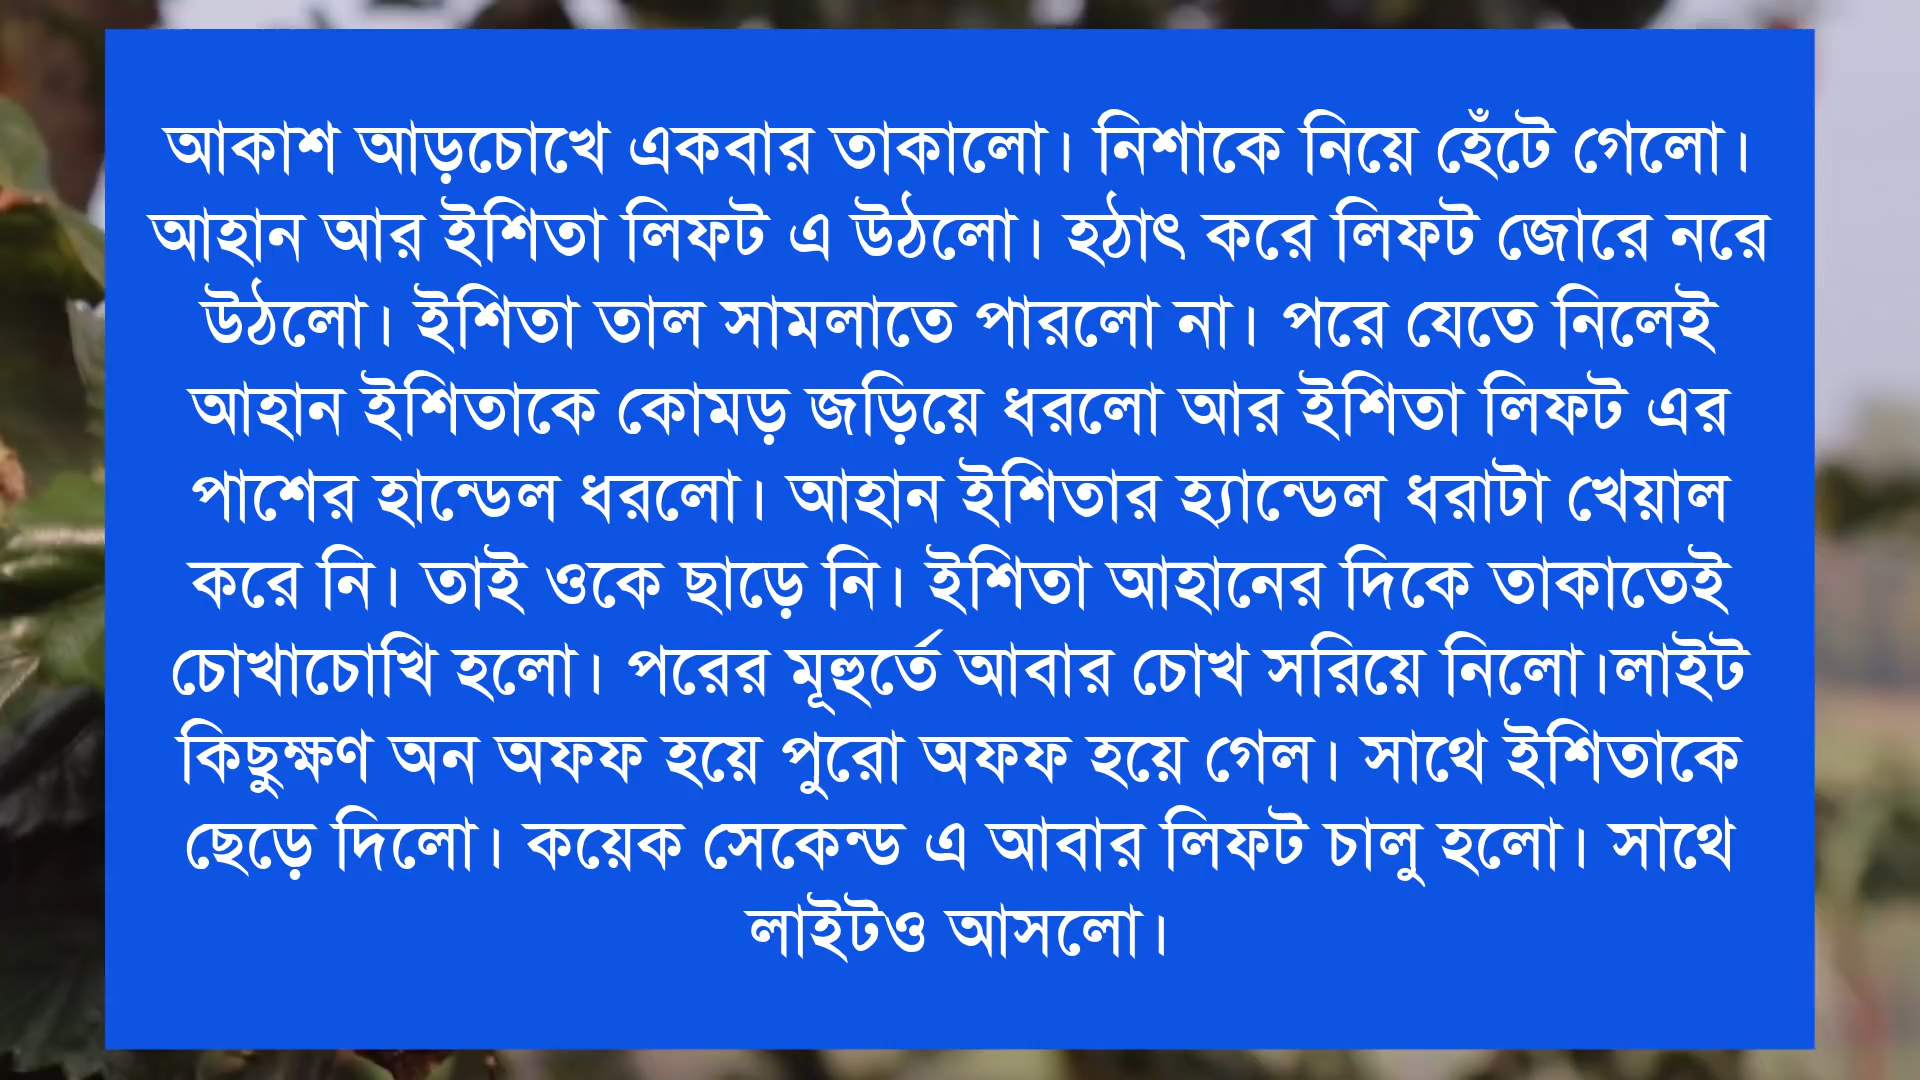 আকাশ আড়চোখে একবার তাকালো। নিশাকে নিয়ে হেঁটে গেলো।
আহান আর ইশিতা লিফট এ উঠলো। হঠাৎ করে লিফট জোরে নরে
উঠলো। ইশিতা তাল সামলাতে পারলো না। পরে যেতে নিলেই
আহান ইশিতাকে কোমড় জড়িয়ে ধরলো আর ইশিতা লিফট এর
পাশের হান্ডেল ধরলো। আহান ইশিতার হ্যান্ডেল ধরাটা খেয়াল
করে নি। তাই ওকে ছাড়ে নি। ইশিতা আহানের দিকে তাকাতেই
চোখাচোখি হলো। পরের মূহুর্তে আবার চোখ সরিয়ে নিলো।লাইট
কিছুক্ষণ অন অফফ হয়ে পুরো অফফ হয়ে গেল। সাথে ইশিতাকে
ছেড়ে দিলো। কয়েক সেকেন্ড এ আবার লিফট চালু হলো। সাথে
লাইটও আসলো।